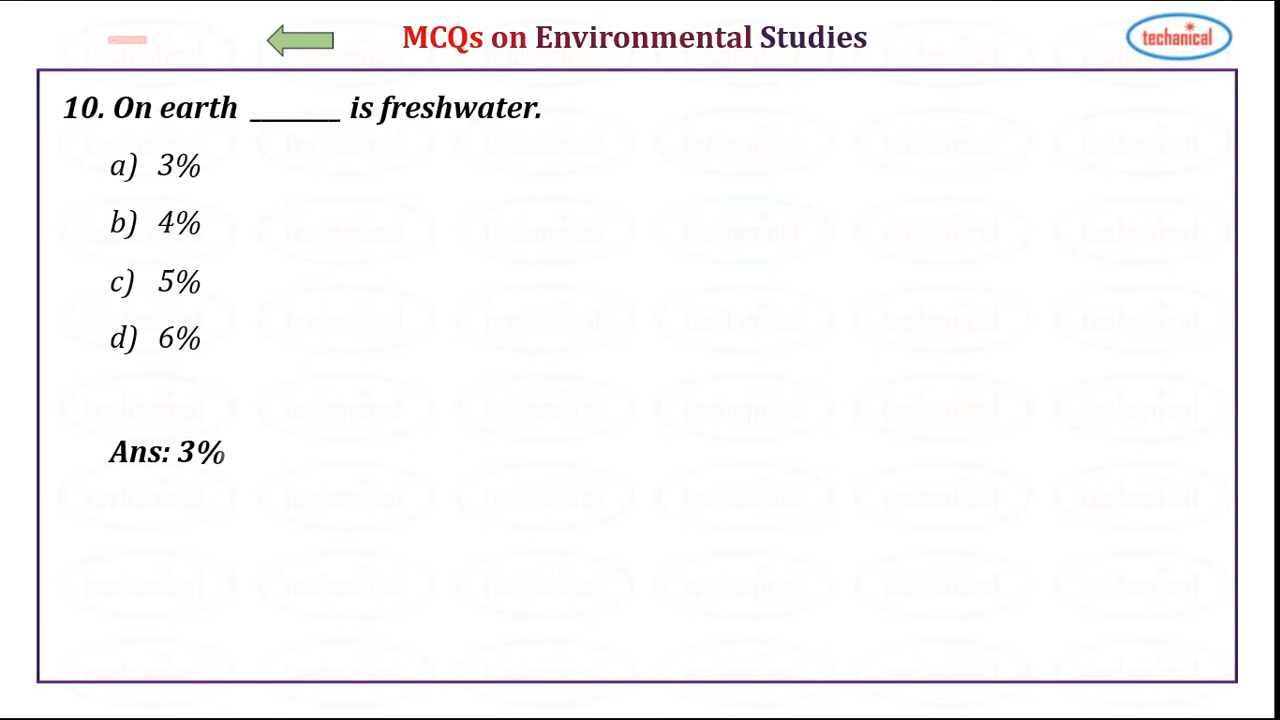 MCQs on Environmental Studies
techanical
10. On earth _______ is freshwater.
a) 3%
b) 4%
c) 5%
d) 6%
Ans: 3%